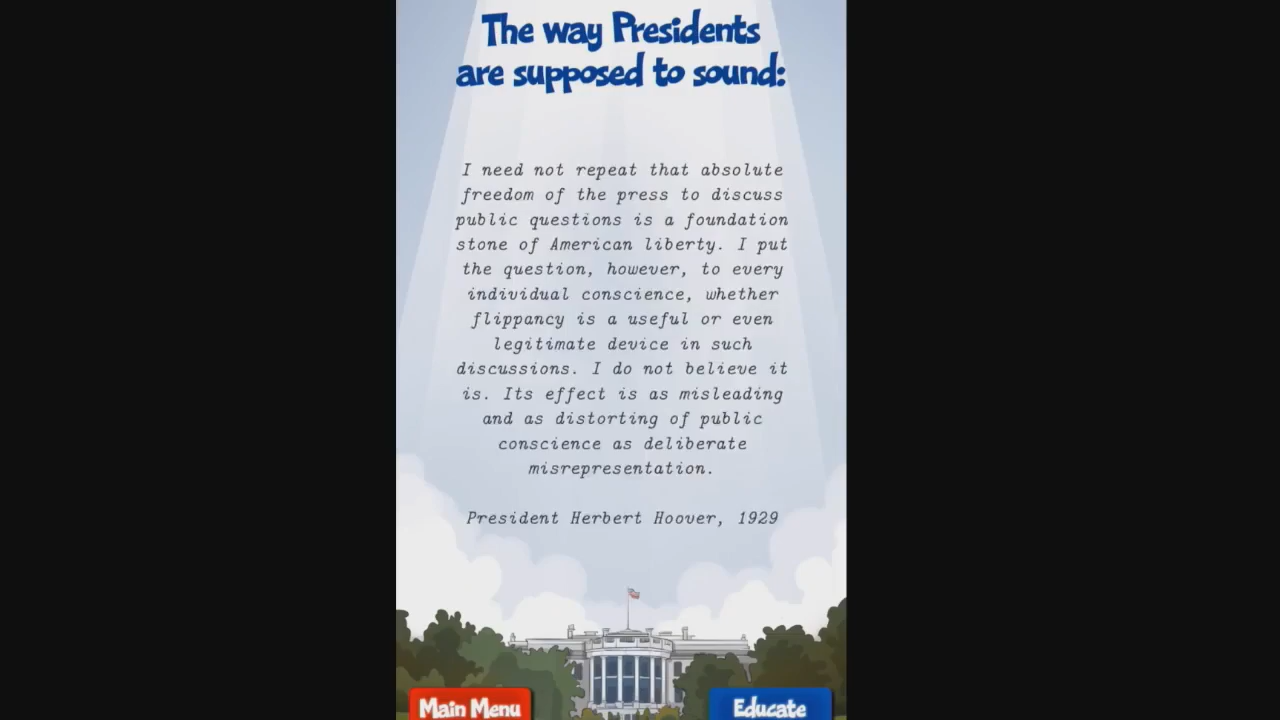 The way Presidents
are supposed to sound:
I need not repeat that absolute
freedom of the press to discuss
public questions is a foundation
stone of American liberty. I put
the question, however, to every
individual conscience, whether
flippancy is a useful or even
legitimate device in such
discussions. I do not believe it
is. Its effect is as misleading
and as distorting of public
conscience as deliberate
misrepresentation.
President Herbert Hoover, 1929
Main Menu
Educate